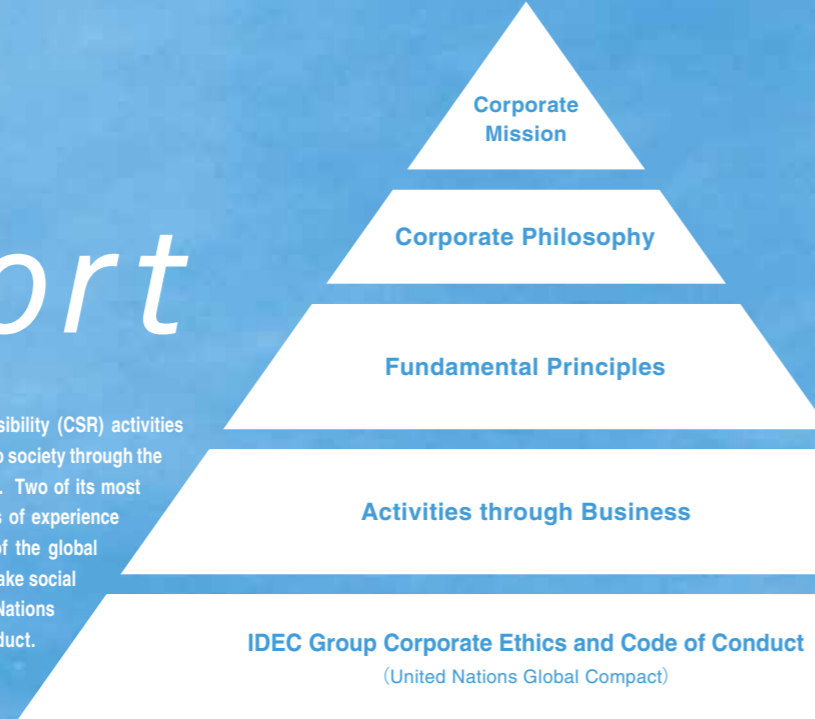 Corporate
Mission
Corporate Philosophy
ort
Fundamental Principles
sibility (CSR) activities
society through the
. Two of its most
of experience
of the global
ake social
Nations
duct.
Activities through Business
IDEC Group Corporate Ethics and Code of Conduct
（United Nations Global Compact）